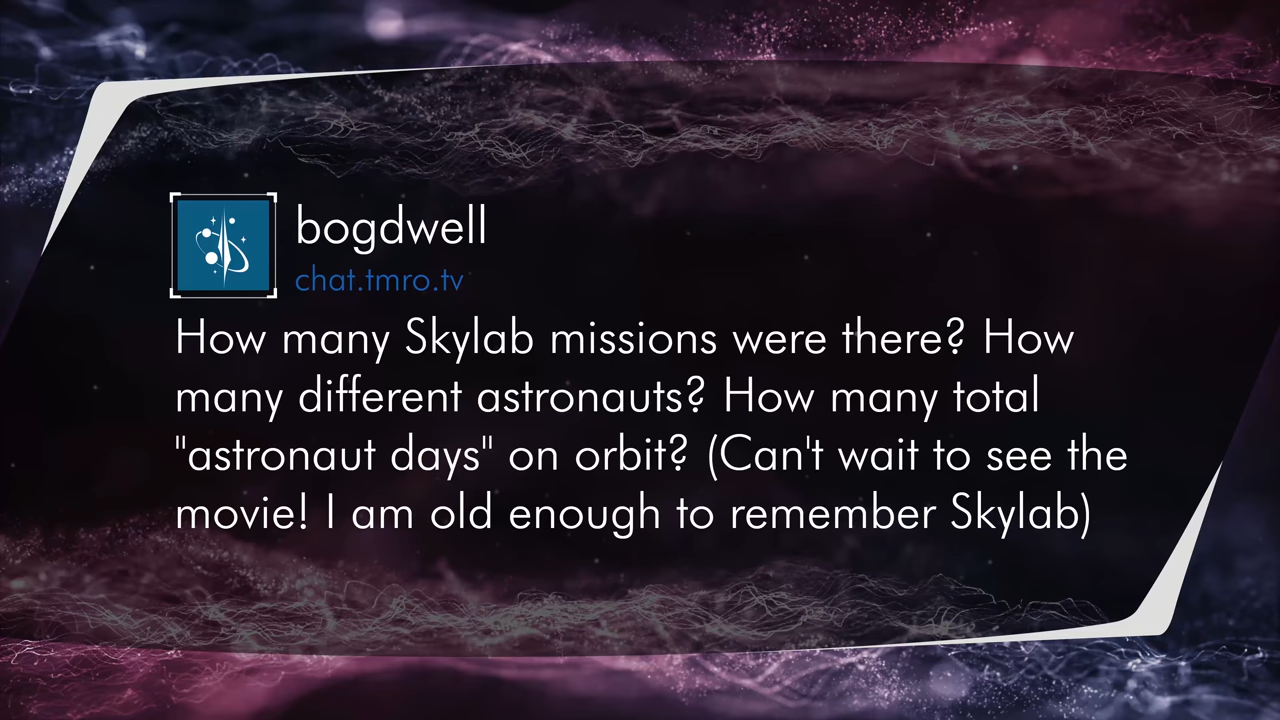 bogdwell
chat.tmro.tv
How many Skylab missions were there? How
many different astronauts? How many total
"astronaut days" on orbit? (Can't wait to see the
movie! I am old enough to remember Skylab)